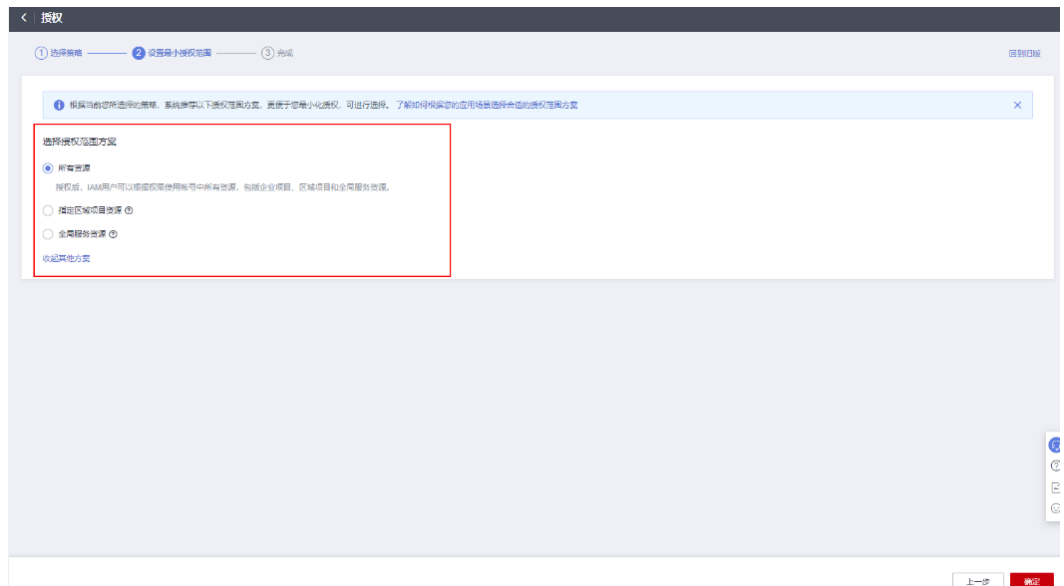 授权
1 选择策略 2 设置最小授权范围 3 完成
回到旧版
根据当前您所选择的策略，系统推荐以下授权范围方案，更便于您最小化授权，可进行选择。了解如何根据您的应用场景选择合适的授权范围方案
选择授权范围方案
所有资源
授权后，IAM用户可以根据权限使用帐号中所有资源，包括企业项目、区域项目和全局服务资源。
指定区域项目资源
全局服务资源
收起其他方案
上一步 确定